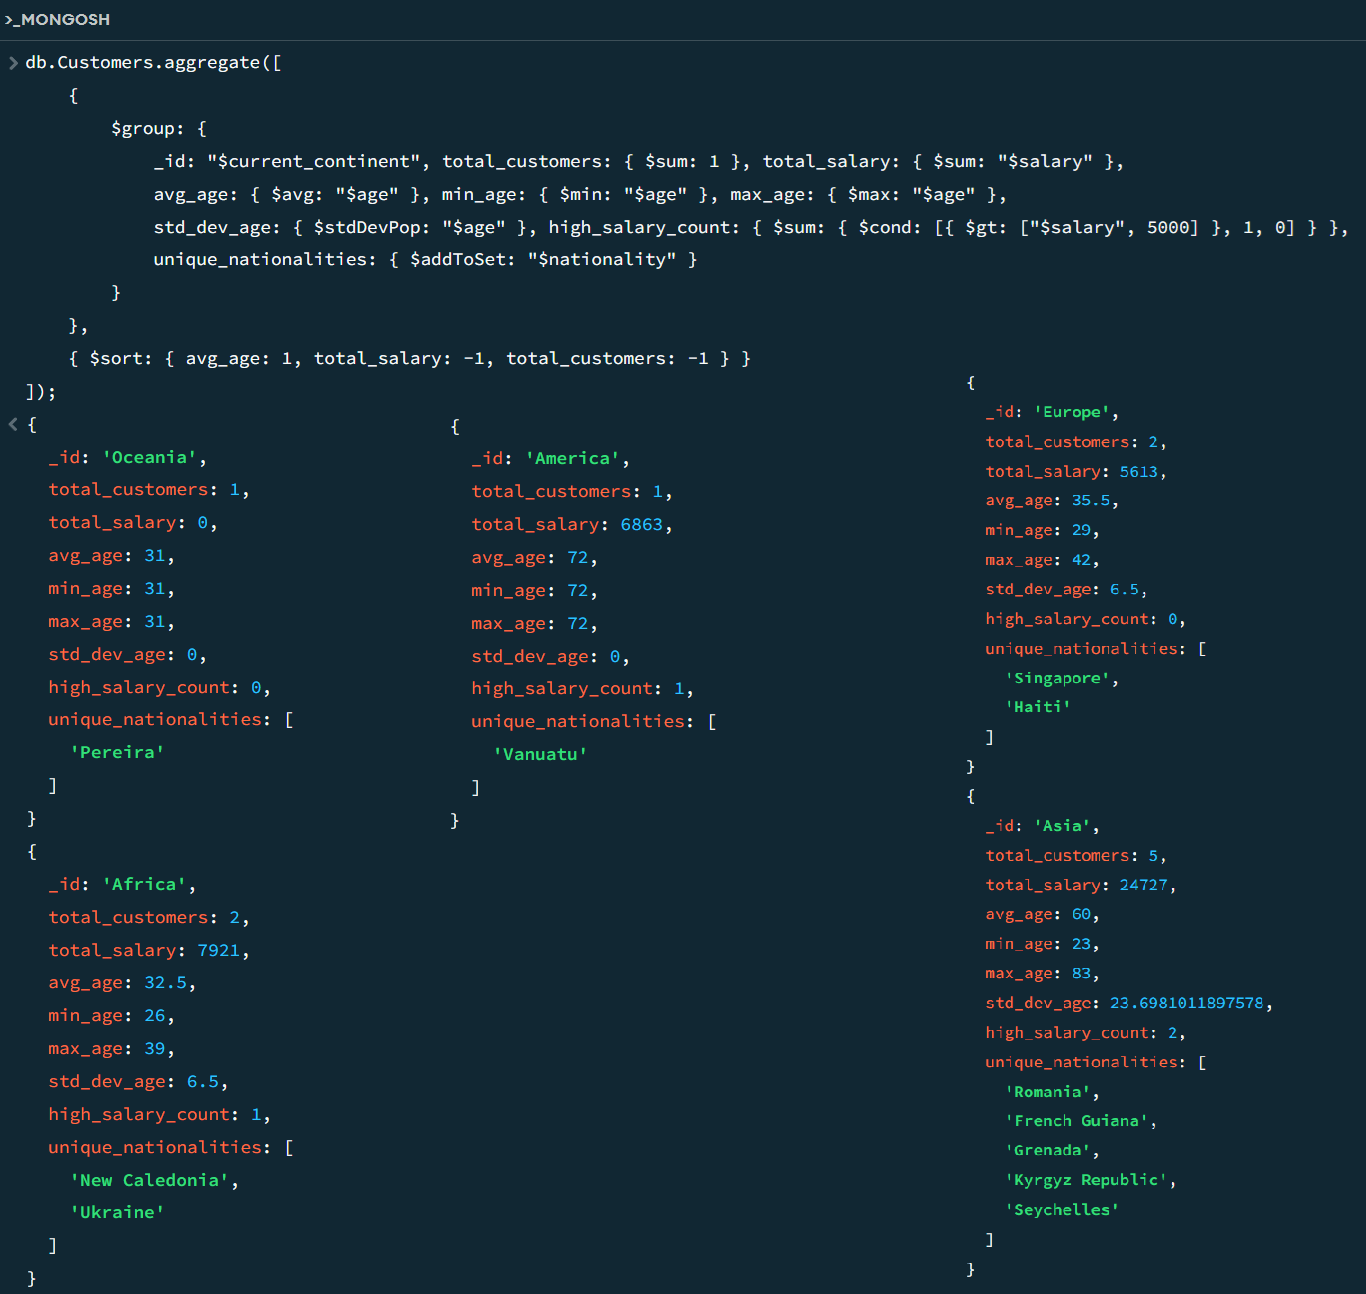 >_MONGOSH
db.Customers.aggregate([
{
$group: {
_id: "$current_continent", total_customers: { $sum: 1 }, total_salary: { $sum: "$salary" },
avg_age: { $avg: "$age" }, min_age: { $min: "$age" }, max_age: { $max: "$age" },
std_dev_age: { $stdDevPop: "$age" }, high_salary_count: { $sum: { $cond: [{ $gt: ["$salary", 5000] }, 1, 0] } },
unique_nationalities: { $addToSet: "$nationality" }
}
},
{ $sort: { avg_age: 1, total_salary: -1, total_customers: -1 } }
]);
{
_id: 'Oceania',
total_customers: 1,
total_salary: 0,
avg_age: 31,
min_age: 31,
max_age: 31,
std_dev_age: 0,
high_salary_count: 0,
unique_nationalities: [
'Pereira'
]
}
{
_id: 'Africa',
total_customers: 2,
total_salary: 7921,
avg_age: 32.5,
min_age: 26,
max_age: 39,
std_dev_age: 6.5,
high_salary_count: 1,
unique_nationalities: [
'New Caledonia',
'Ukraine'
]
}
{
_id: 'America',
total_customers: 1,
total_salary: 6863,
avg_age: 72,
min_age: 72,
max_age: 72,
std_dev_age: 0,
high_salary_count: 1,
unique_nationalities: [
'Vanuatu'
]
}
{
_id: 'Europe',
total_customers: 2,
total_salary: 5613,
avg_age: 35.5,
min_age: 29,
max_age: 42,
std_dev_age: 6.5,
high_salary_count: 0,
unique_nationalities: [
'Singapore',
'Haiti'
]
}
{
_id: 'Asia',
total_customers: 5,
total_salary: 24727,
avg_age: 60,
min_age: 23,
max_age: 83,
std_dev_age: 23.6981011897578,
high_salary_count: 2,
unique_nationalities: [
'Romania',
'French Guiana',
'Grenada',
'Kyrgyz Republic',
'Seychelles'
]
}